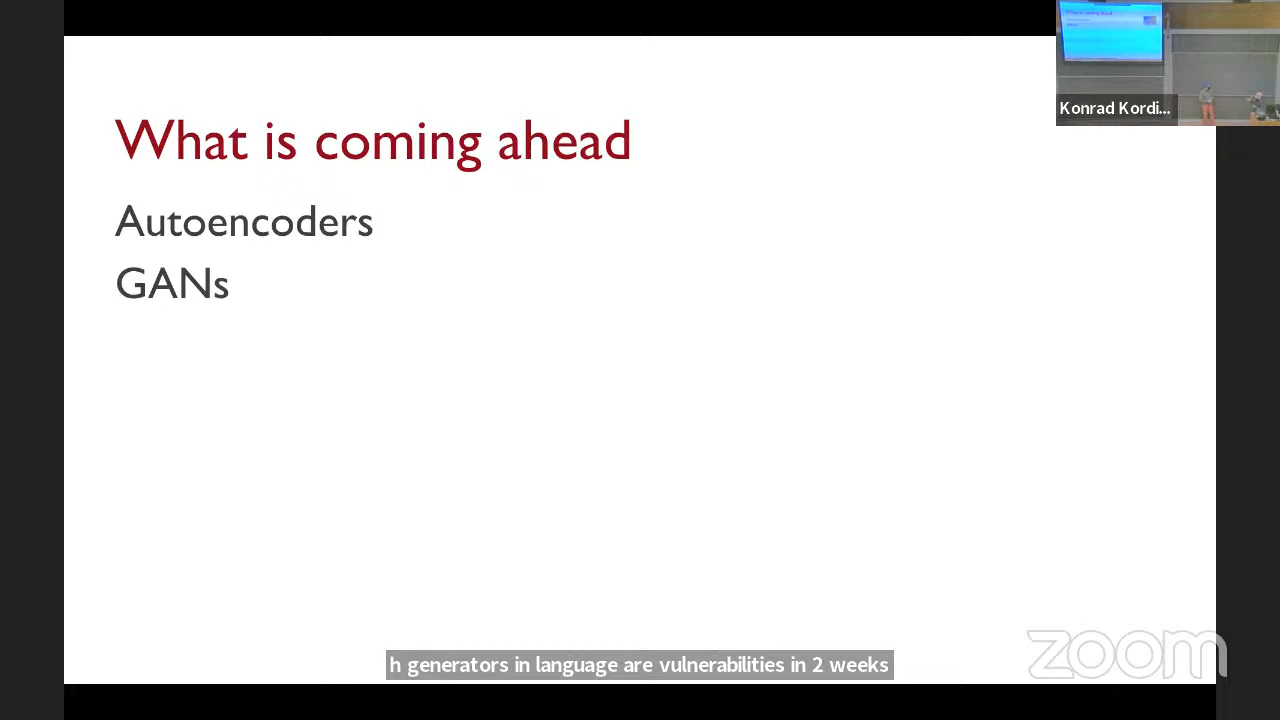 What is coming ahead
Autoencoders
GANs
Konrad Kordi...
h generators in language are vulnerabilities in 2 weeks
zoom